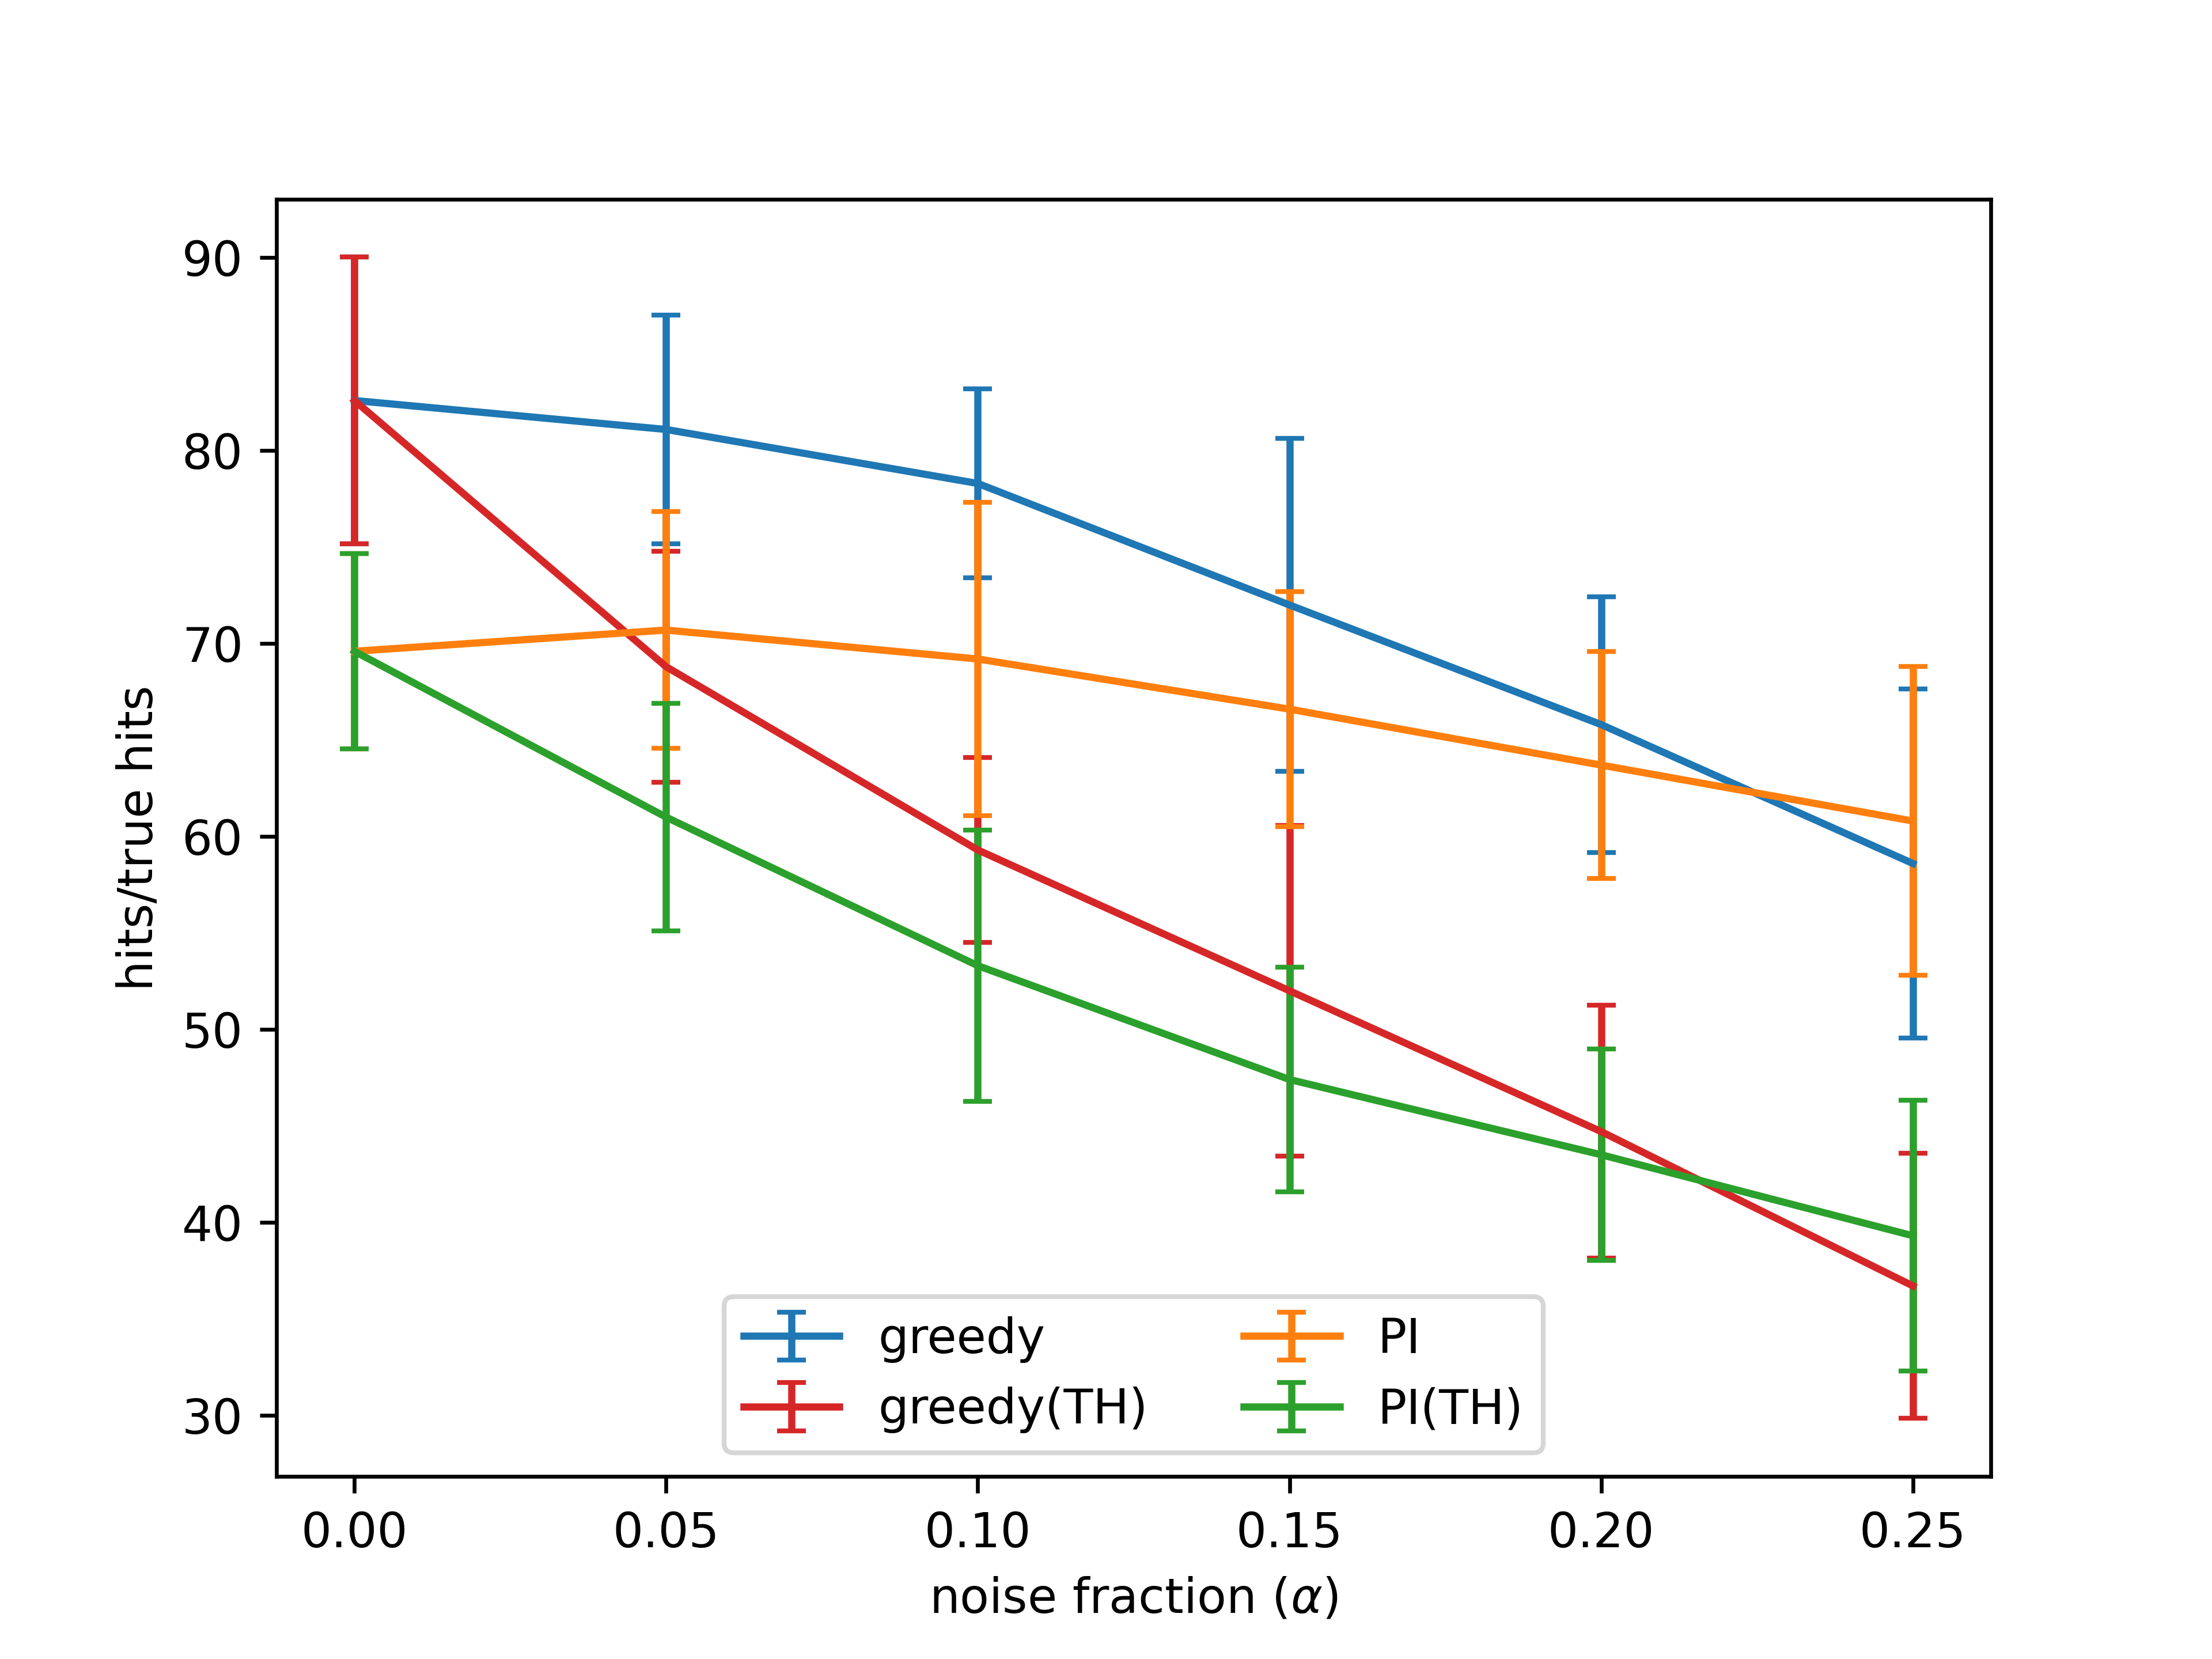 90
80
70
60
50
40
30
hits/true hits
0.00 0.05 0.10 0.15 0.20 0.25
noise fraction (α)
greedy PI
greedy(TH) PI(TH)